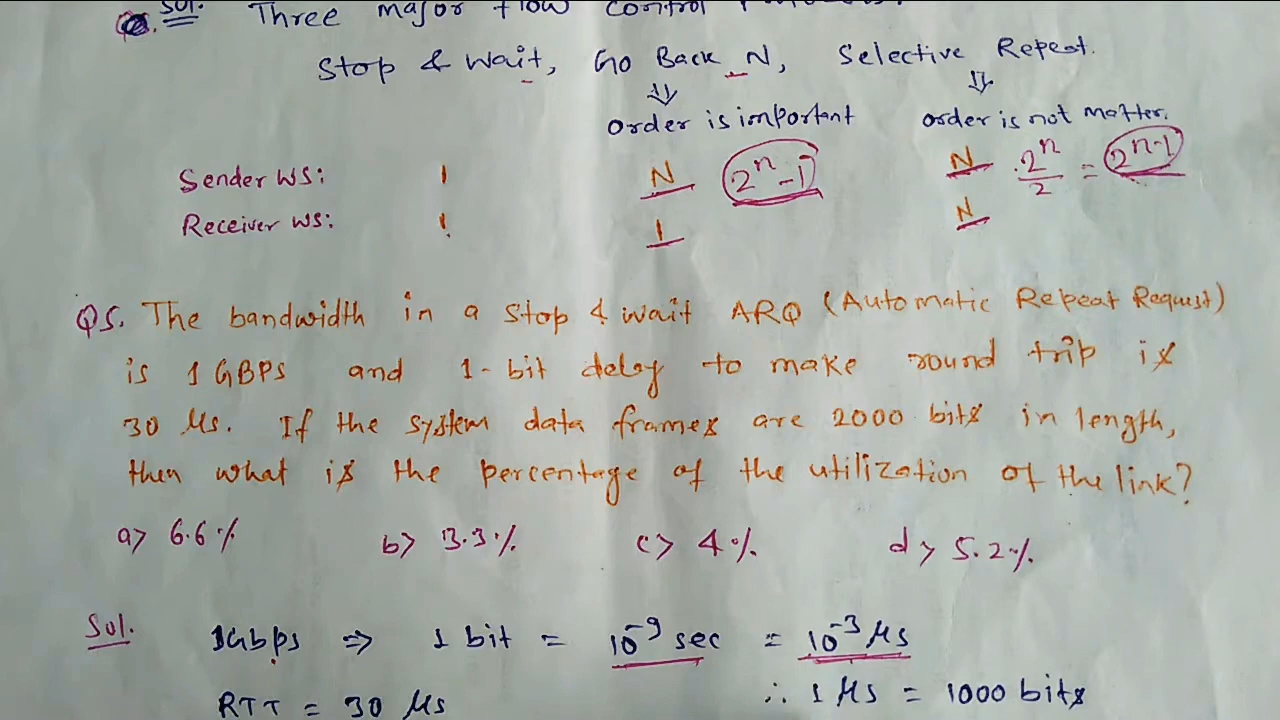 Sol. Three major flow control
Stop & Wait, Go Back N, Selective Repeat.
⇓ ⇓
Order is important order is not matter.
Sender WS: 1 N 2^n-1 N 2^n/2 = 2^n-1
Receiver WS: 1 1 N
Q5. The bandwidth in a stop & wait ARQ (Automatic Repeat Request)
is 1 GBPS and 1-bit delay to make round trip is
30 μs. If the system data frames are 2000 bits in length,
then what is the percentage of the utilization of the link?
a> 6.6% b> 3.3% c> 4% d> 5.2%
Sol. 1Gbps ⇒ 1 bit = 10^-9 sec = 10^-3 μs
RTT = 30 μs ∴ 1 μs = 1000 bits